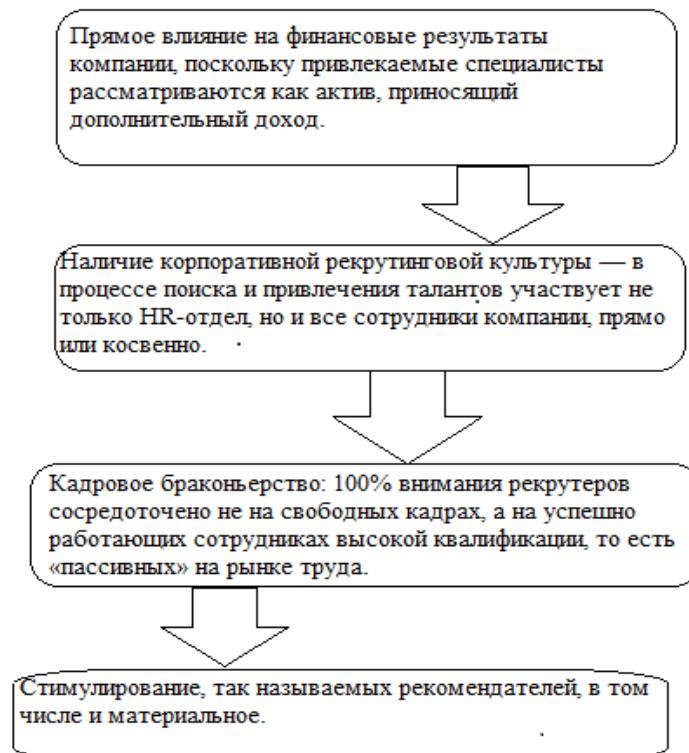 Прямое влияние на финансовые результаты
компании, поскольку привлекаемые специалисты
рассматриваются как актив, приносящий
дополнительный доход.
Наличие корпоративной рекрутинговой культуры — в
процессе поиска и привлечения талантов участвует не
только HR-отдел, но и все сотрудники компании, прямо
или косвенно.
Кадровое браконьерство: 100% внимания рекрутеров
сосредоточено не на свободных кадрах, а на успешно
работающих сотрудниках высокой квалификации, то есть
«пассивных» на рынке труда.
Стимулирование, так называемых рекомендателей, в том
числе и материальное.